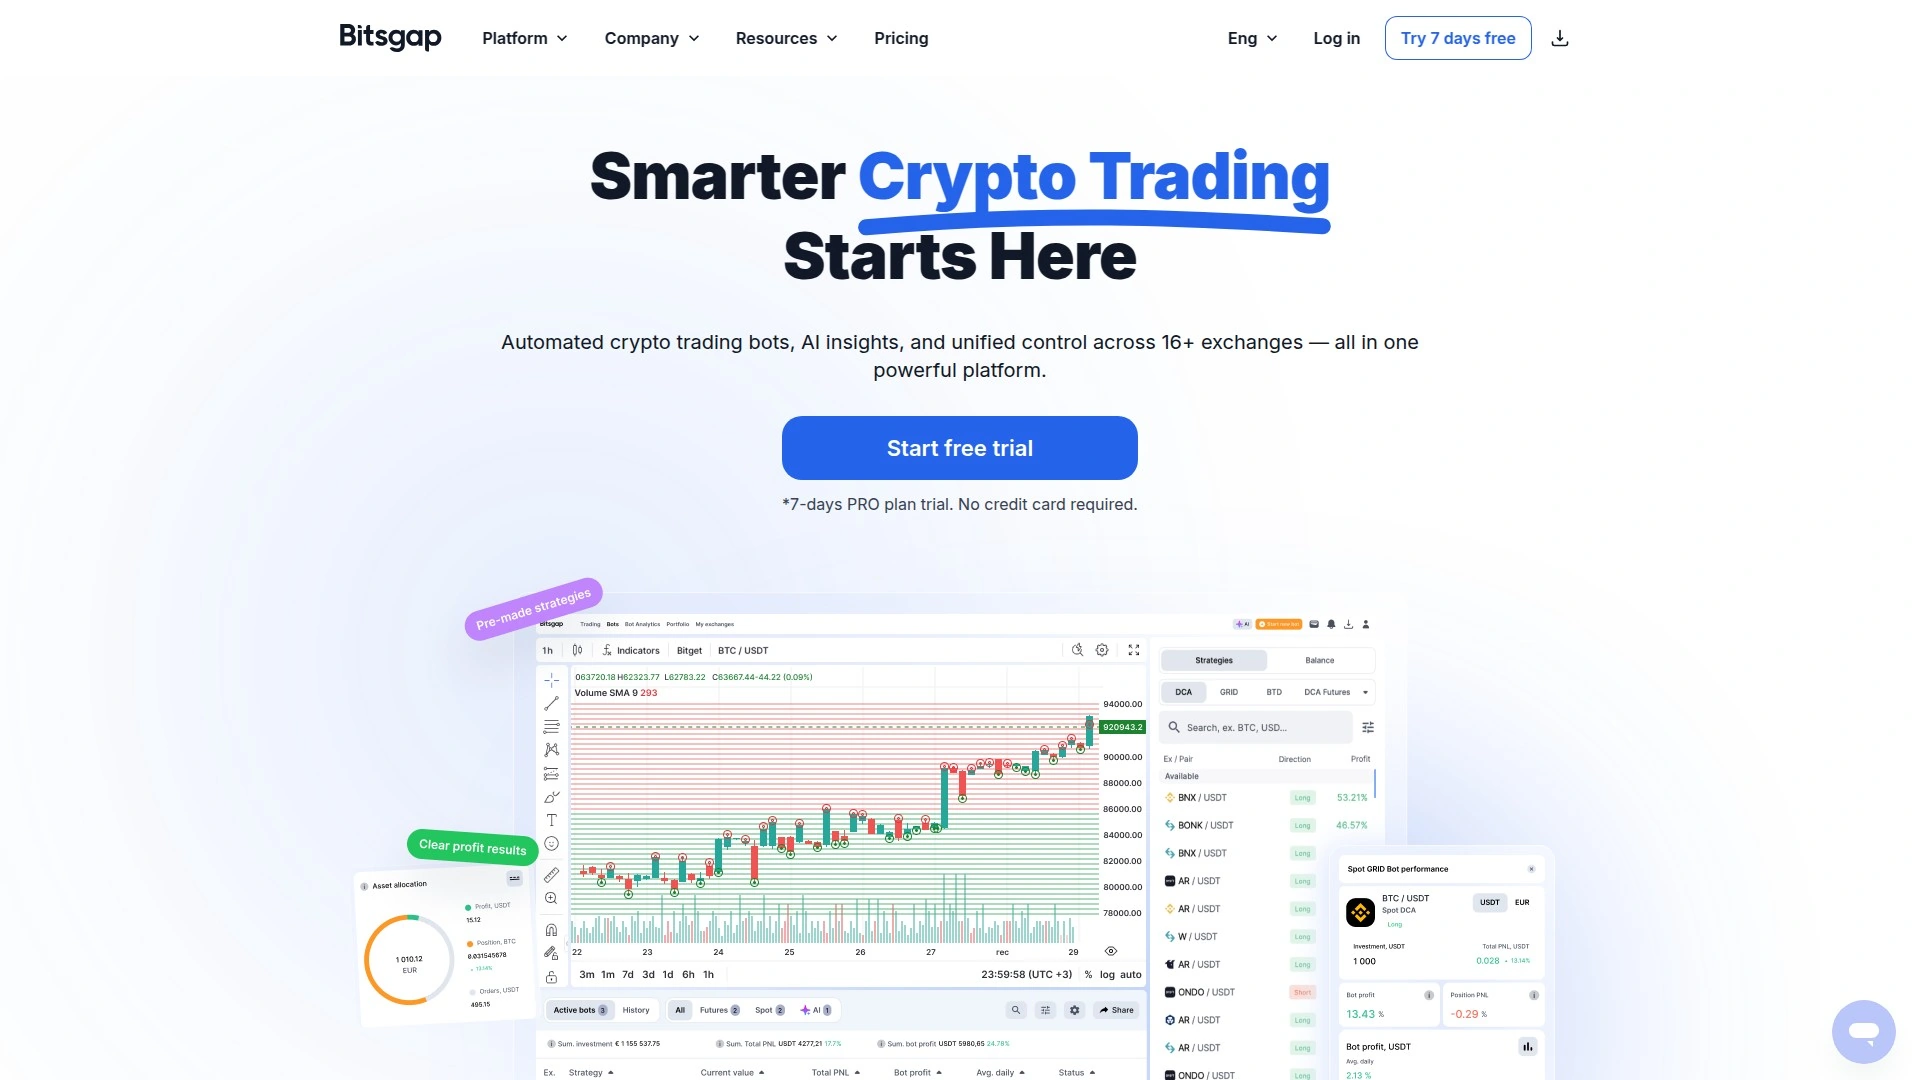 Bitsgap
Platform
Company
Resources
Pricing
Eng
Log in
Try 7 days free
Smarter Crypto Trading
Starts Here
Automated crypto trading bots, AI insights, and unified control across 16+ exchanges — all in one
powerful platform.
Start free trial
*7-days PRO plan trial. No credit card required.
Pre-made strategies
Bitsgap Trading Bots Bot Analytics Portfolio My exchanges
AI Start new bot
1h Indicators Bitget BTC / USDT
O63720.18 H62323.77 L62783.22 C63667.44-44.22 (0.09%)
Volume SMA 9 293
94000.00
920943.2
90000.00
88000.00
86000.00
84000.00
82000.00
80000.00
78000.00
22 23 24 25 26 27 rec 29
3m 1m 7d 3d 1d 6h 1h
23:59:58 (UTC +3) % log auto
Active bots 3 History All Futures 2 Spot 2 AI 1
Share
Sum. investment € 1 155 537,75
Sum. Total PNL USDT 4277,21 17.7%
Sum. bot profit USDT 5980,65 24.78%
Ex. Strategy Current value Total PNL Bot profit Avg. daily Status
Clear profit results
Asset allocation
1 010.12
EUR
Profit, USDT
15.12
Position, BTC
0.031545678
+ 13.14%
Orders, USDT
495.15
Strategies Balance
DCA GRID BTD DCA Futures
Search, ex. BTC, USD...
Ex / Pair Direction Profit
Available
BNX / USDT Long 53.21%
BONK / USDT Long 46.57%
BNX / USDT Long
AR / USDT Long
AR / USDT Long
W / USDT Long
AR / USDT Long
ONDO / USDT Short
AR / USDT Long
AR / USDT Long
ONDO / USDT Long
Spot GRID Bot performance
BTC / USDT
Spot DCA
Long
USDT EUR
Investment, USDT Total PNL, USDT
1 000 0.028 + 13.14%
Bot profit
13.43 %
Position PNL
-0.29 %
Bot profit, USDT
Avg. daily
2.13 %